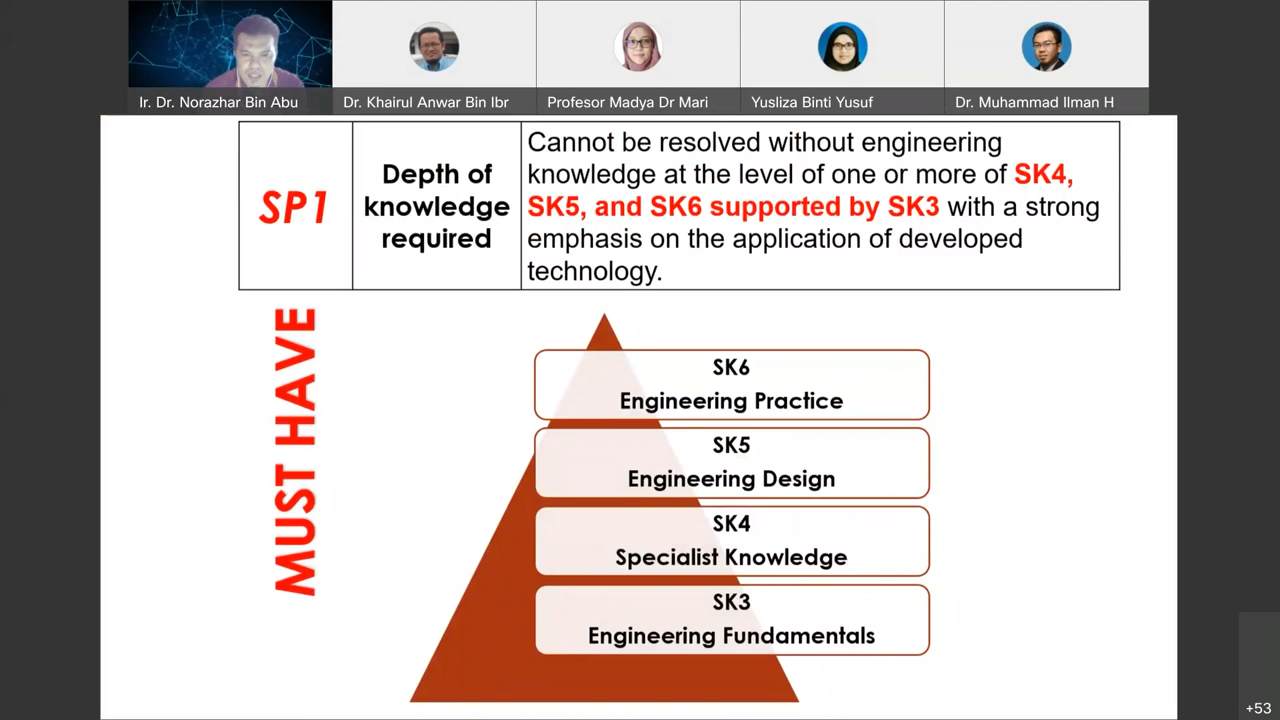 Ir. Dr. Norazhar Bin Abu
Dr. Khairul Anwar Bin Ibr
Profesor Madya Dr Mari
Yusliza Binti Yusuf
Dr. Muhammad Ilman H
SP1
Depth of
knowledge
required
Cannot be resolved without engineering
knowledge at the level of one or more of SK4,
SK5, and SK6 supported by SK3 with a strong
emphasis on the application of developed
technology.
MUST HAVE
SK6
Engineering Practice
SK5
Engineering Design
SK4
Specialist Knowledge
SK3
Engineering Fundamentals
+53